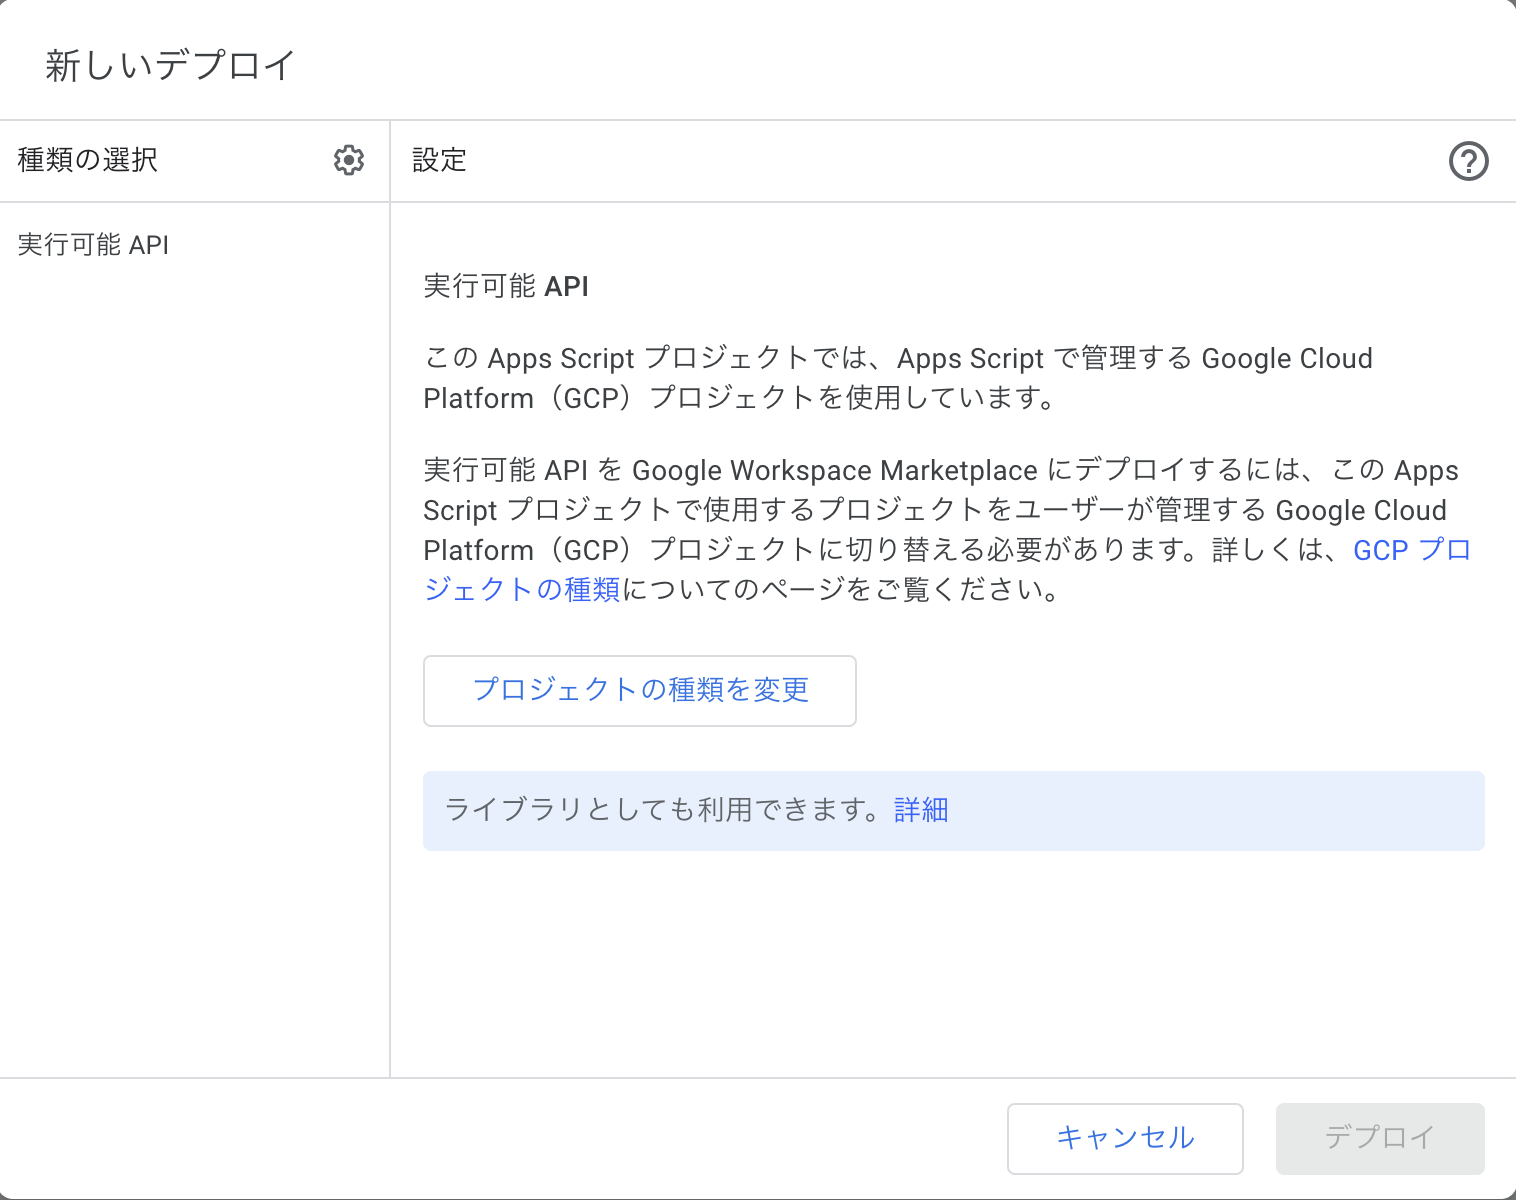 新しいデプロイ
種類の選択
設定
実行可能 API
実行可能 API
この Apps Script プロジェクトでは、Apps Script で管理する Google Cloud
Platform（GCP）プロジェクトを使用しています。
実行可能 API を Google Workspace Marketplace にデプロイするには、この Apps
Script プロジェクトで使用するプロジェクトをユーザーが管理する Google Cloud
Platform（GCP）プロジェクトに切り替える必要があります。詳しくは、GCP プロ
ジェクトの種類についてのページをご覧ください。
プロジェクトの種類を変更
ライブラリとしても利用できます。詳細
キャンセル
デプロイ